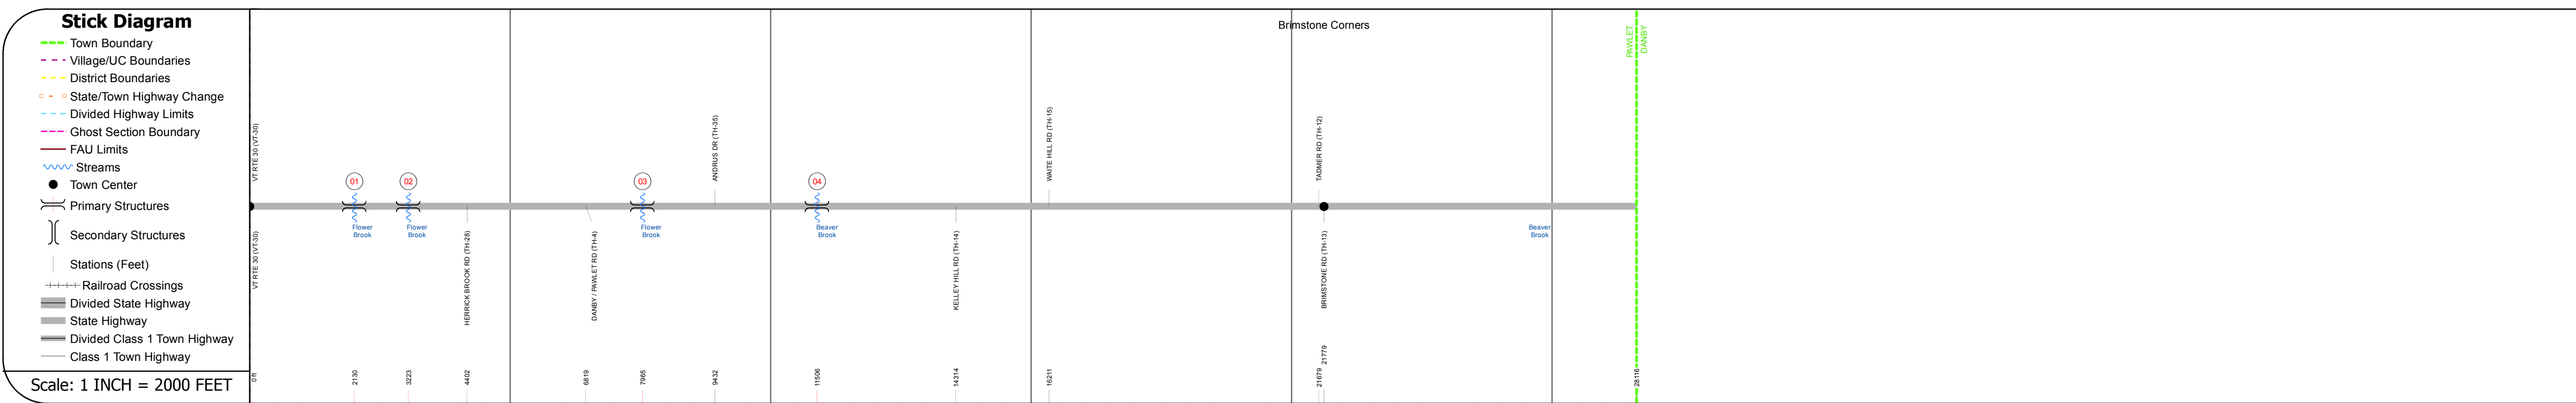 Stick Diagram
Town Boundary
Village/UC Boundaries
District Boundaries
State/Town Highway Change
Divided Highway Limits
Ghost Section Boundary
FAU Limits
Streams
Town Center
Primary Structures
Secondary Structures
Stations (Feet)
Railroad Crossings
Divided State Highway
State Highway
Divided Class 1 Town Highway
Class 1 Town Highway
Scale: 1 INCH = 2000 FEET
Brimstone Corners
PAWLET
DANBY
VT RTE 30 (VT-30)
ANDRUS DR (TH-35)
WAITE HILL RD (TH-15)
TADMER RD (TH-12)
01
02
03
04
Flower
Brook
Flower
Brook
Flower
Brook
Beaver
Brook
Beaver
Brook
VT RTE 30 (VT-30)
HERRICK BROOK RD (TH-28)
DANBY / PAWLET RD (TH-4)
KELLEY HILL RD (TH-14)
BRIMSTONE RD (TH-13)
0 ft
2130
3223
4402
6819
7965
9432
11506
14314
16211
21679
21779
28116